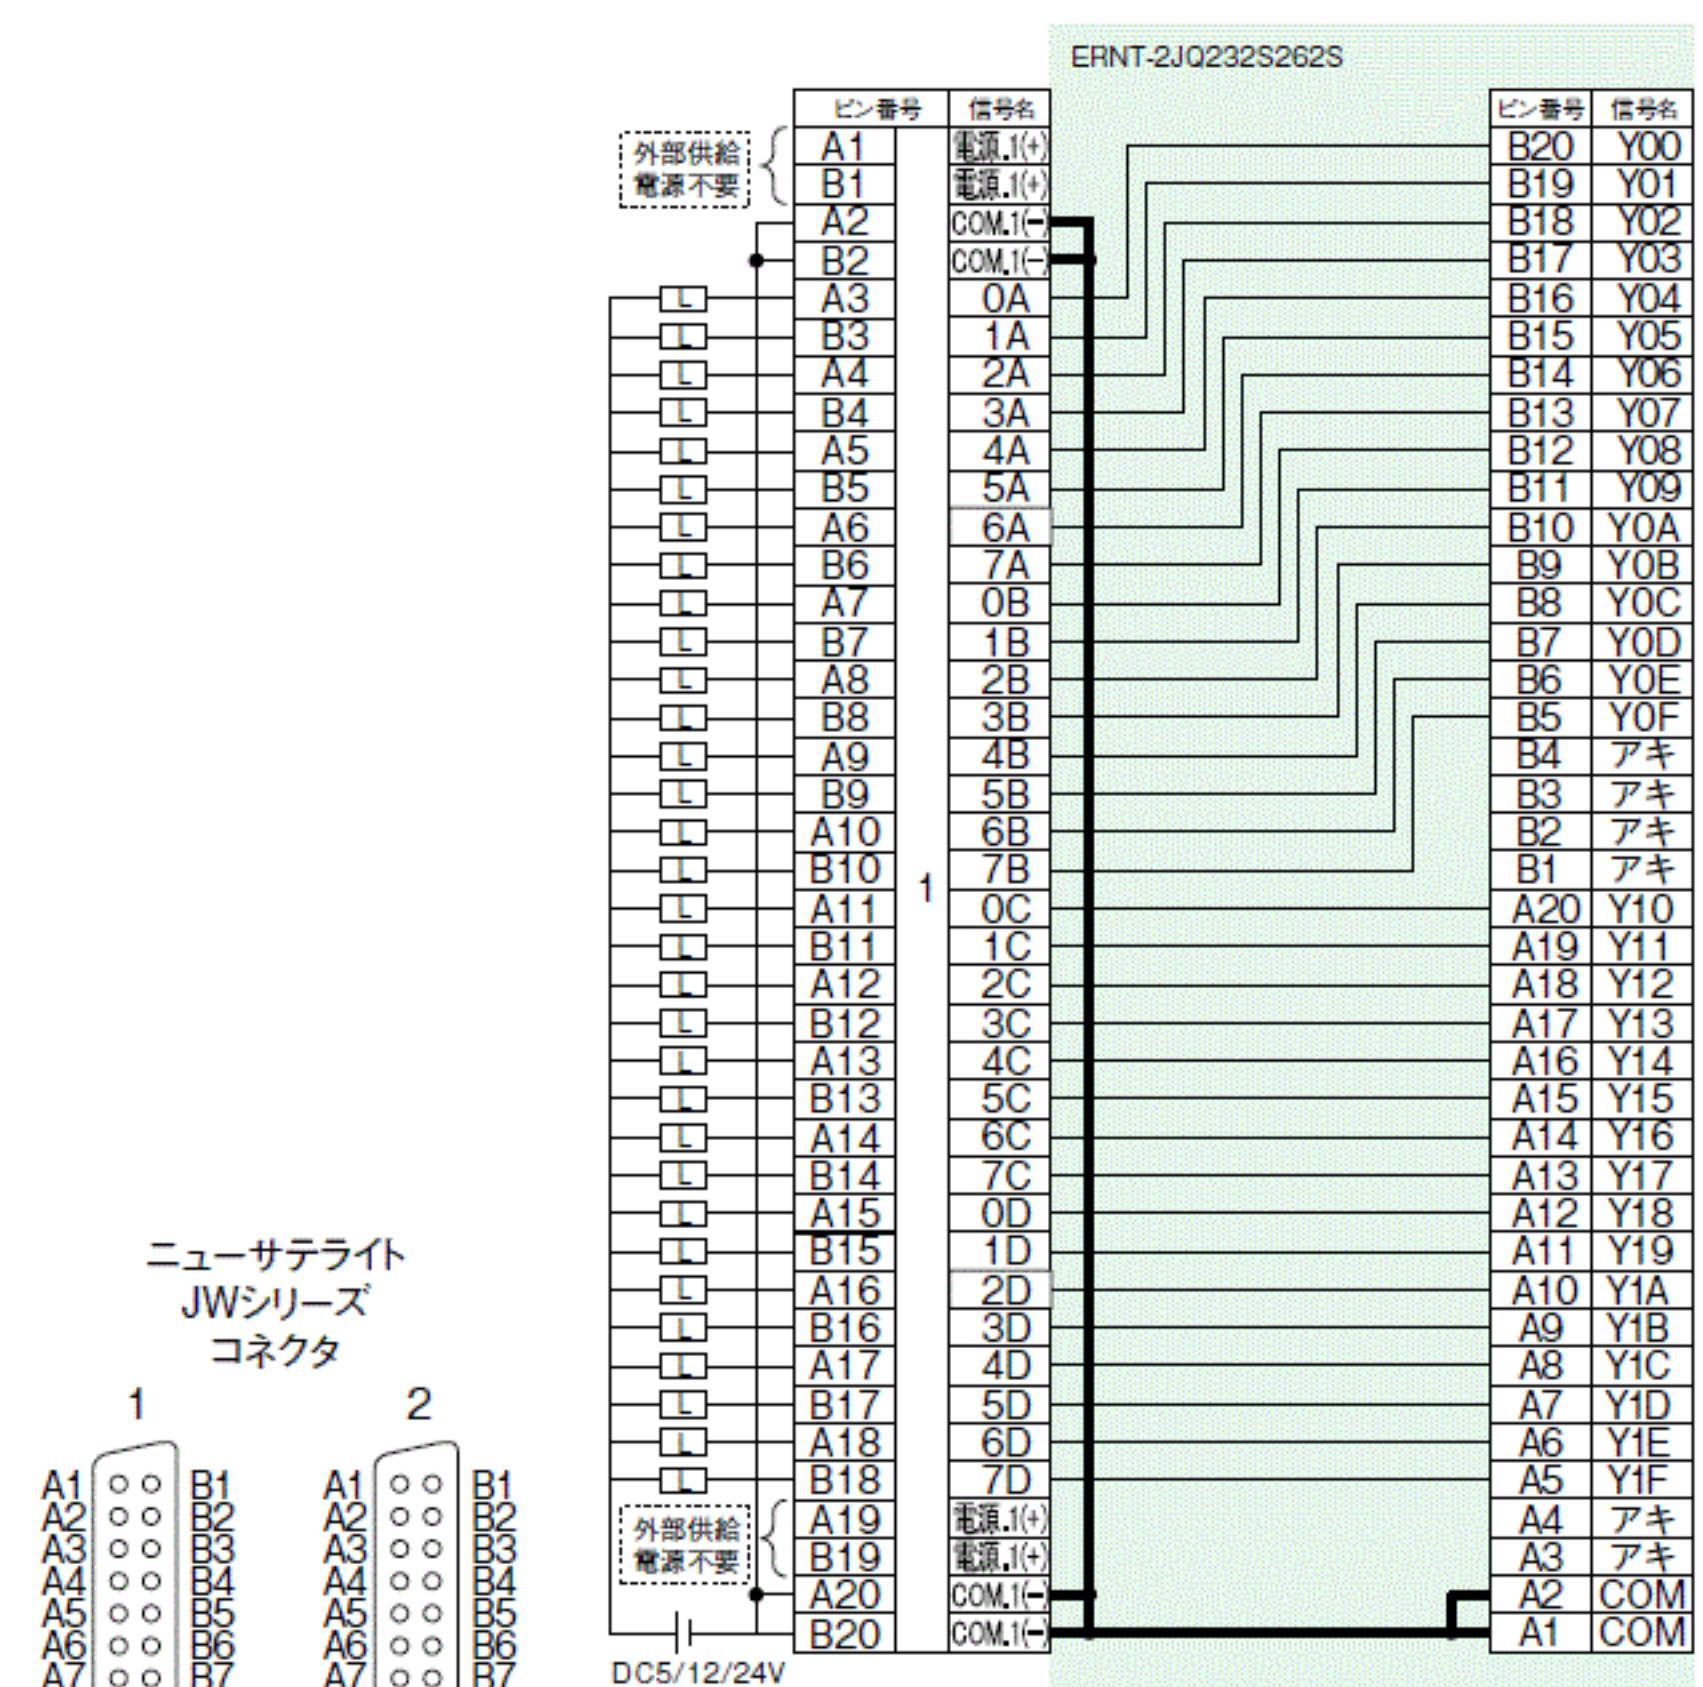 ERNT-2JQ232S262S
ピン番号 信号名 ピン番号 信号名
外部供給
電源不要
A1 電源.1(+) B20 Y00
B1 電源.1(+) B19 Y01
A2 COM.1(−) B18 Y02
B2 COM.1(−) B17 Y03
L A3 0A B16 Y04
L B3 1A B15 Y05
L A4 2A B14 Y06
L B4 3A B13 Y07
L A5 4A B12 Y08
L B5 5A B11 Y09
L A6 6A B10 Y0A
L B6 7A B9 Y0B
L A7 0B B8 Y0C
L B7 1B B7 Y0D
L A8 2B B6 Y0E
L B8 3B B5 Y0F
L A9 4B B4 アキ
L B9 5B B3 アキ
L A10 6B B2 アキ
L B10 7B B1 アキ
1
L A11 0C A20 Y10
L B11 1C A19 Y11
L A12 2C A18 Y12
L B12 3C A17 Y13
L A13 4C A16 Y14
L B13 5C A15 Y15
L A14 6C A14 Y16
L B14 7C A13 Y17
L A15 0D A12 Y18
L B15 1D A11 Y19
L A16 2D A10 Y1A
L B16 3D A9 Y1B
L A17 4D A8 Y1C
L B17 5D A7 Y1D
L A18 6D A6 Y1E
L B18 7D A5 Y1F
外部供給
電源不要
A19 電源.1(+) A4 アキ
B19 電源.1(+) A3 アキ
A20 COM.1(−) A2 COM
B20 COM.1(−) A1 COM
DC5/12/24V
ニューサテライト
JWシリーズ
コネクタ
1 2
A1 B1 A1 B1
A2 B2 A2 B2
A3 B3 A3 B3
A4 B4 A4 B4
A5 B5 A5 B5
A6 B6 A6 B6
A7 B7 A7 B7